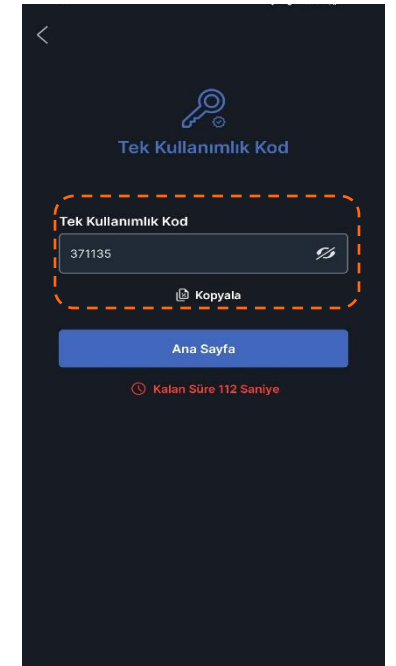 Tek Kullanımlık Kod
Tek Kullanımlık Kod
371135
Kopyala
Ana Sayfa
Kalan Süre 112 Saniye